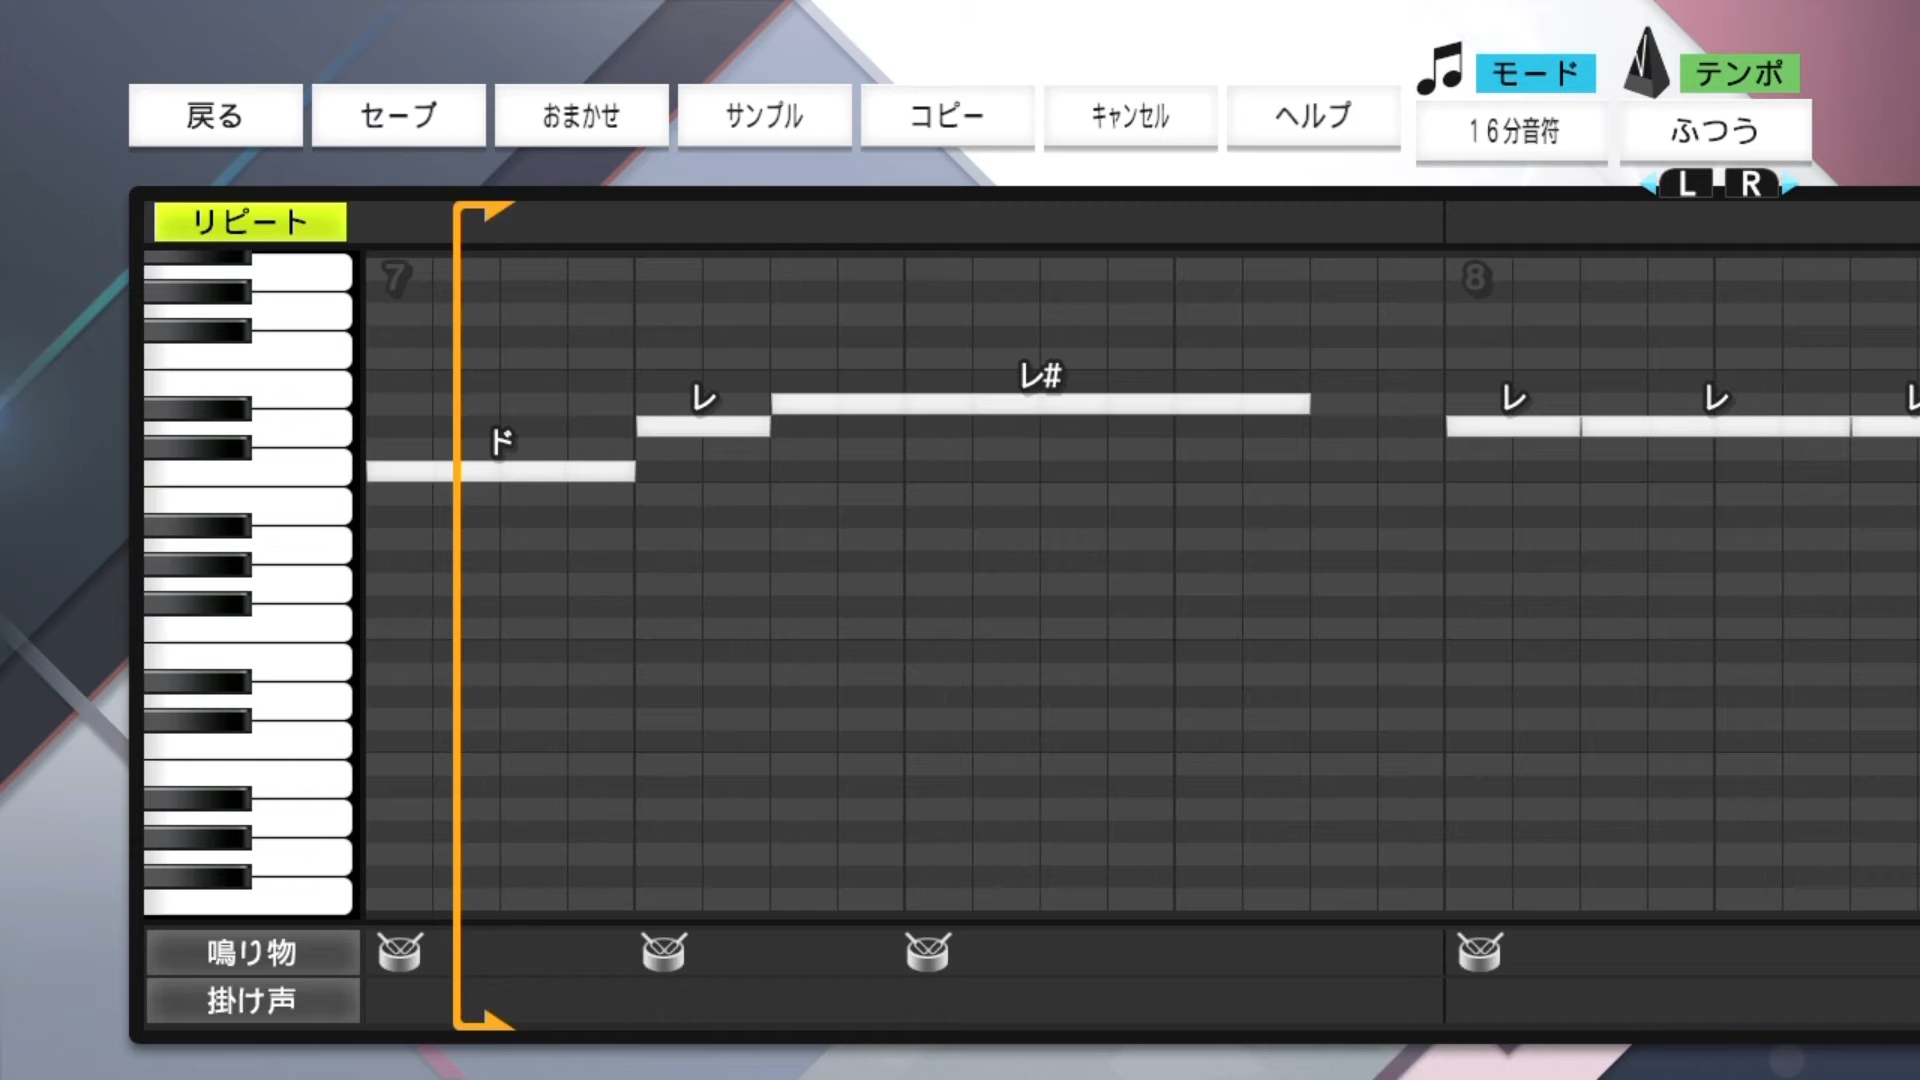 戻る
セーブ
おまかせ
サンプル
コピー
キャンセル
ヘルプ
モード
16分音符
テンポ
ふつう
L R
リピート
7
8
ド
レ
レ#
レ
レ
レ
鳴り物
掛け声